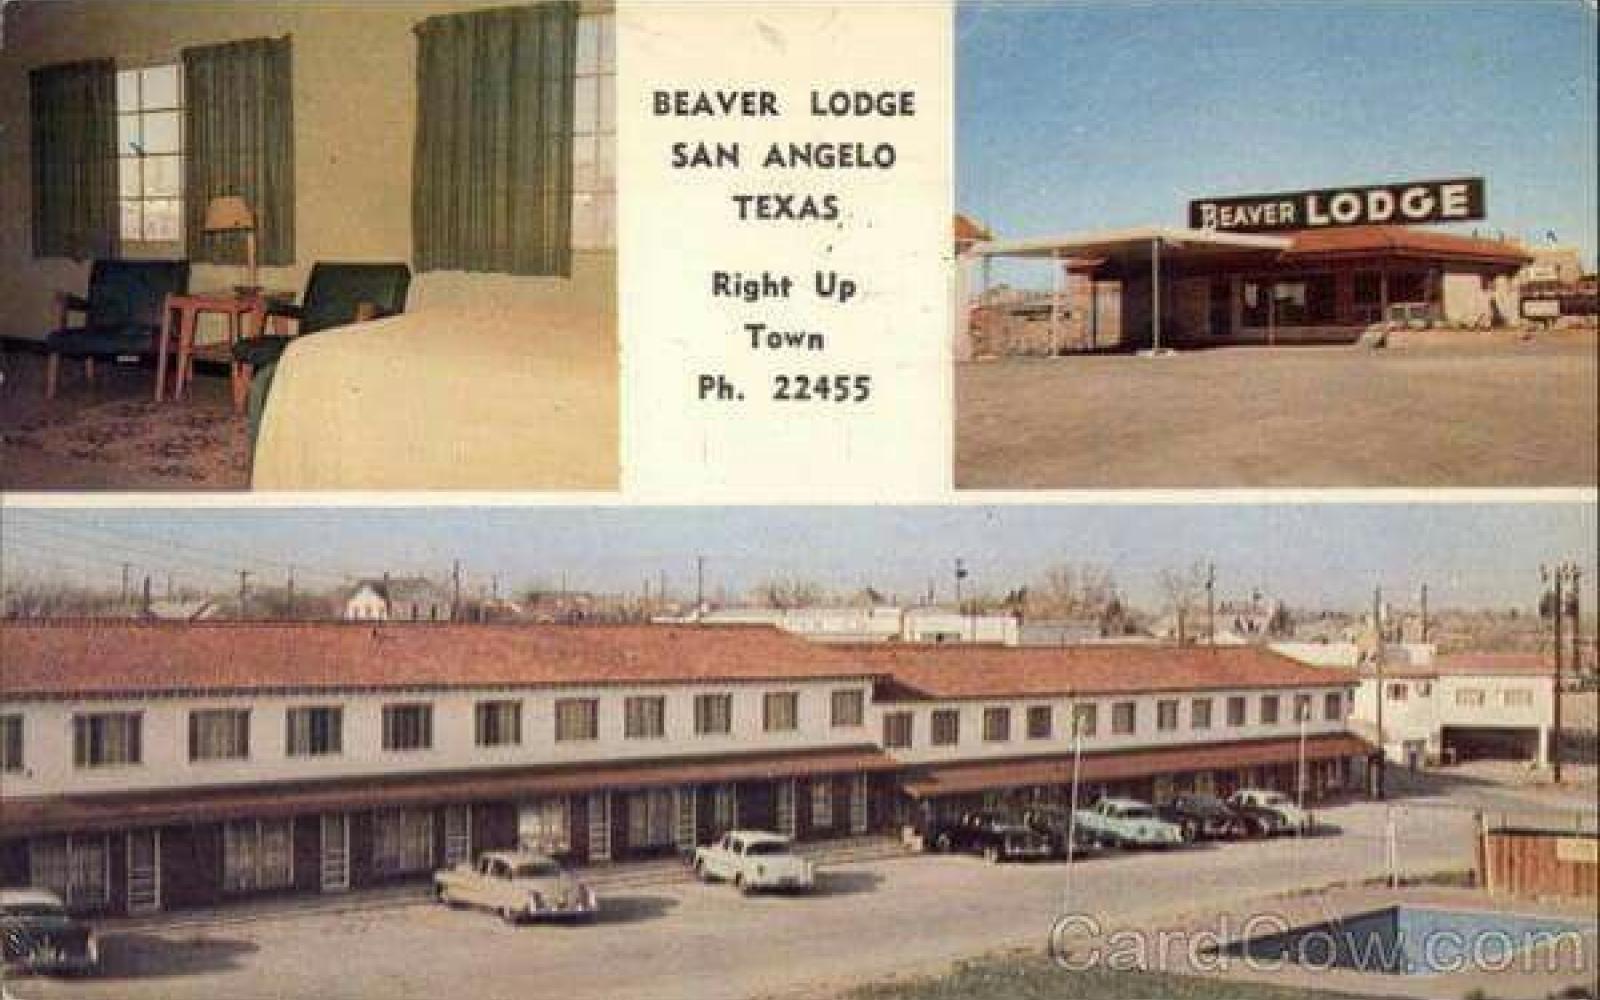 BEAVER LODGE
SAN ANGELO
TEXAS
Right Up
Town
Ph. 22455
BEAVER LODGE
CardCow.com